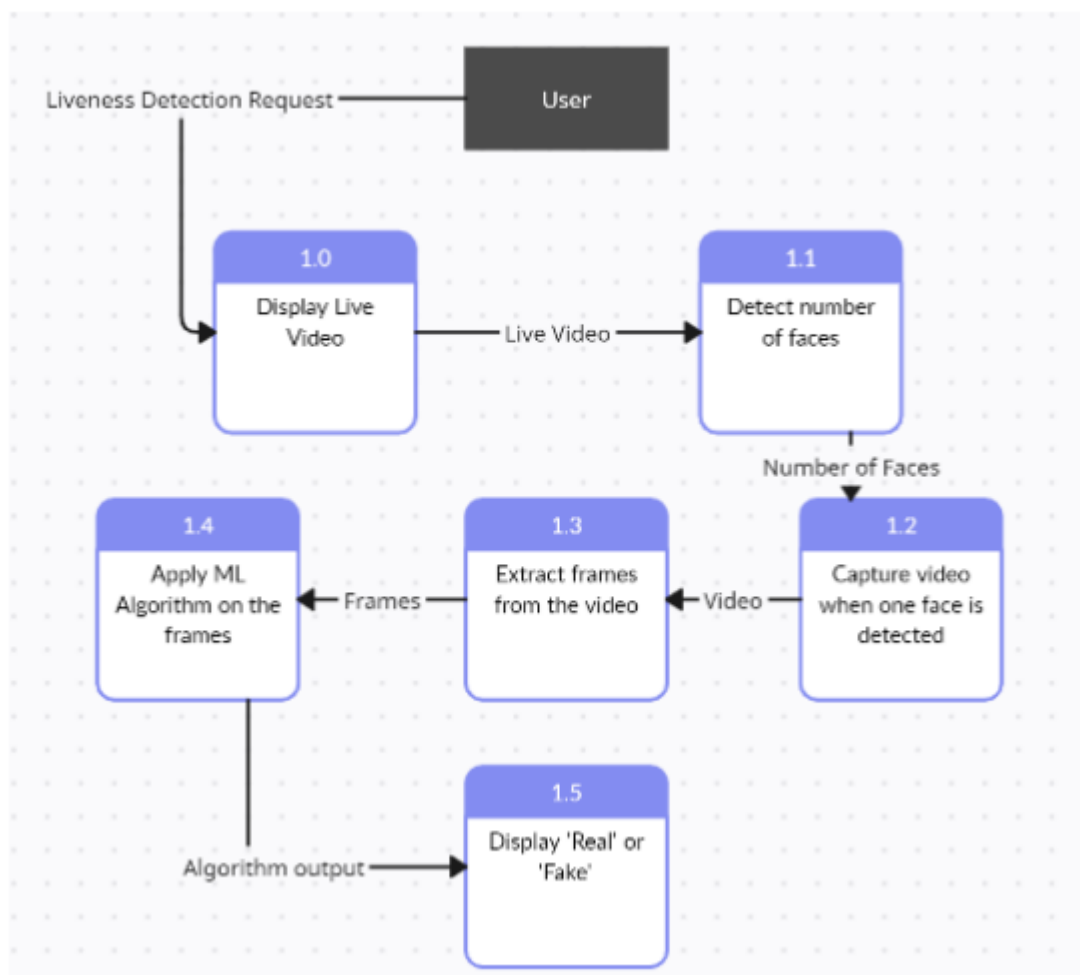 Liveness Detection Request
User
1.0
Display Live
Video
Live Video
1.1
Detect number
of faces
Number of Faces
1.2
Capture video
when one face is
detected
Video
1.3
Extract frames
from the video
Frames
1.4
Apply ML
Algorithm on the
frames
Algorithm output
1.5
Display 'Real' or
'Fake'